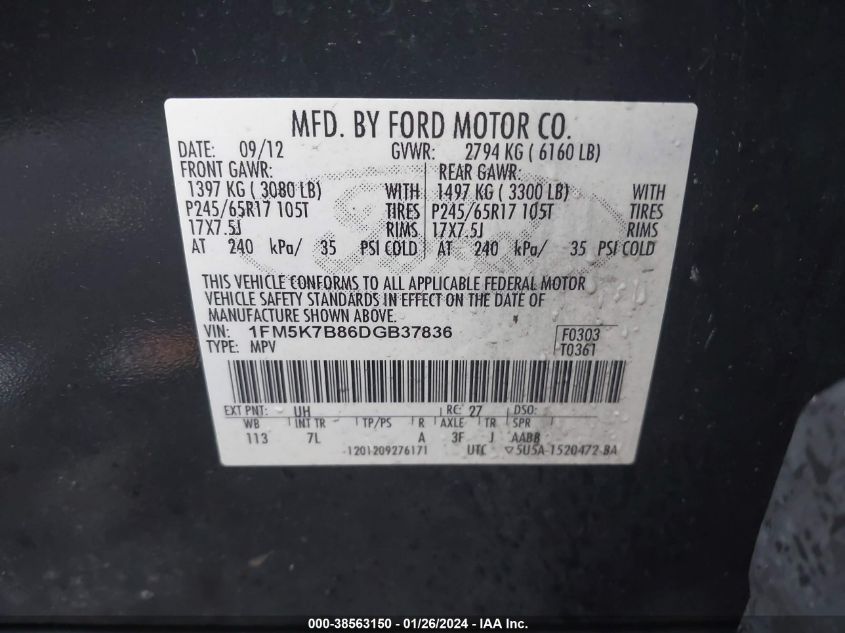 MFD. BY FORD MOTOR CO.
DATE: 09/12 GVWR: 2794 KG ( 6160 LB)
FRONT GAWR: REAR GAWR:
1397 KG ( 3080 LB) WITH 1497 KG ( 3300 LB) WITH
P245/65R17 105T TIRES P245/65R17 105T TIRES
17X7.5J RIMS 17X7.5J RIMS
AT 240 kPa/ 35 PSI COLD AT 240 kPa/ 35 PSI COLD
THIS VEHICLE CONFORMS TO ALL APPLICABLE FEDERAL MOTOR
VEHICLE SAFETY STANDARDS IN EFFECT ON THE DATE OF
MANUFACTURE SHOWN ABOVE.
VIN: 1FM5K7B86DGB37836 F0303
TYPE: MPV T0361
EXT PNT: UH RC: 27 DSO:
WB INT TR TP/PS R AXLE TR SPR
113 7L A 3F J AABB
-1201209276171 UTC ▽5U5A-1520472-BA
000-38563150 - 01/26/2024 - IAA Inc.